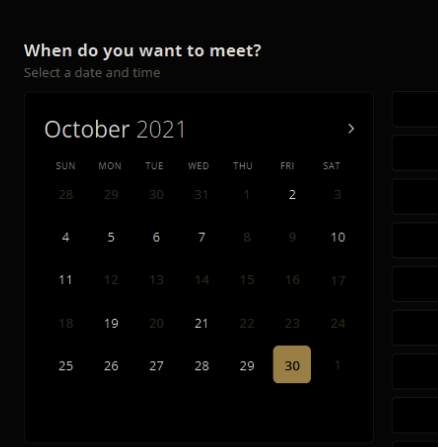 When do you want to meet?
Select a date and time
October 2021
SUN MON TUE WED THU FRI SAT
28 29 30 31 1 2 3
4 5 6 7 8 9 10
11 12 13 14 15 16 17
18 19 20 21 22 23 24
25 26 27 28 29 30 1